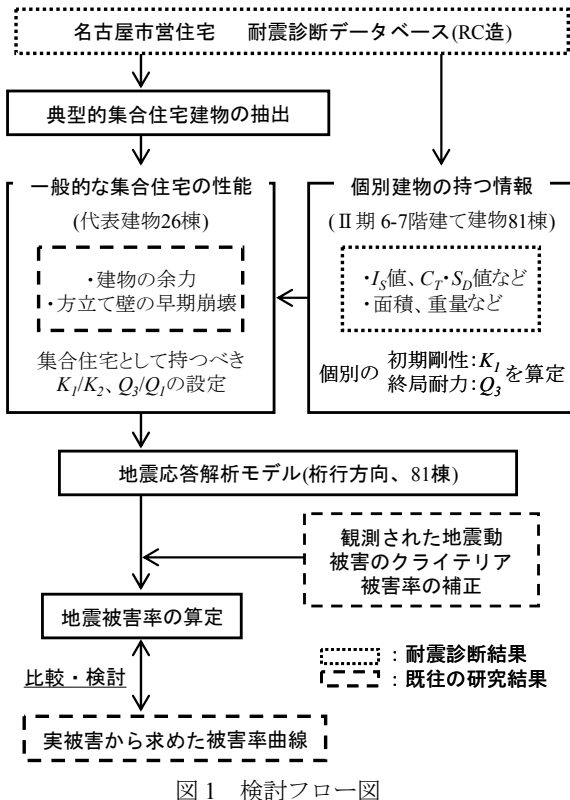 名古屋市営住宅 耐震診断データベース(RC造)
典型的集合住宅建物の抽出
一般的な集合住宅の性能
(代表建物26棟)
・建物の余力
・方立て壁の早期崩壊
集合住宅として持つべき
K1/K2、Q3/Q1の設定
個別建物の持つ情報
(Ⅱ期 6-7階建て建物81棟)
・IS値、CT・SD値など
・面積、重量など
個別の 初期剛性:K1 を算定
終局耐力:Q3
地震応答解析モデル(桁行方向、81棟)
観測された地震動
被害のクライテリア
被害率の補正
地震被害率の算定
比較・検討
:耐震診断結果
:既往の研究結果
実被害から求めた被害率曲線
図1 検討フロー図